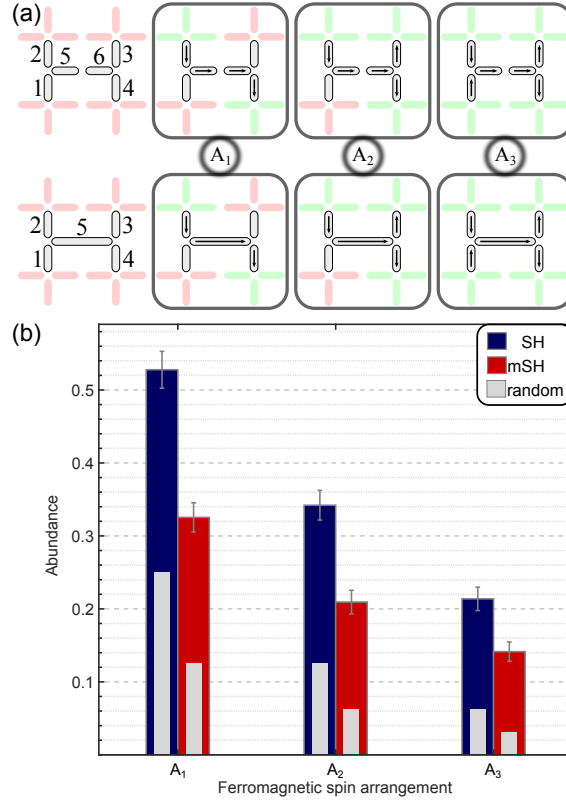 (a)
2 5 6 3
1 4
A1 A2 A3
2 5 3
1 4
(b)
SH
mSH
random
0.5
0.4
0.3
0.2
0.1
Abundance
A1 A2 A3
Ferromagnetic spin arrangement